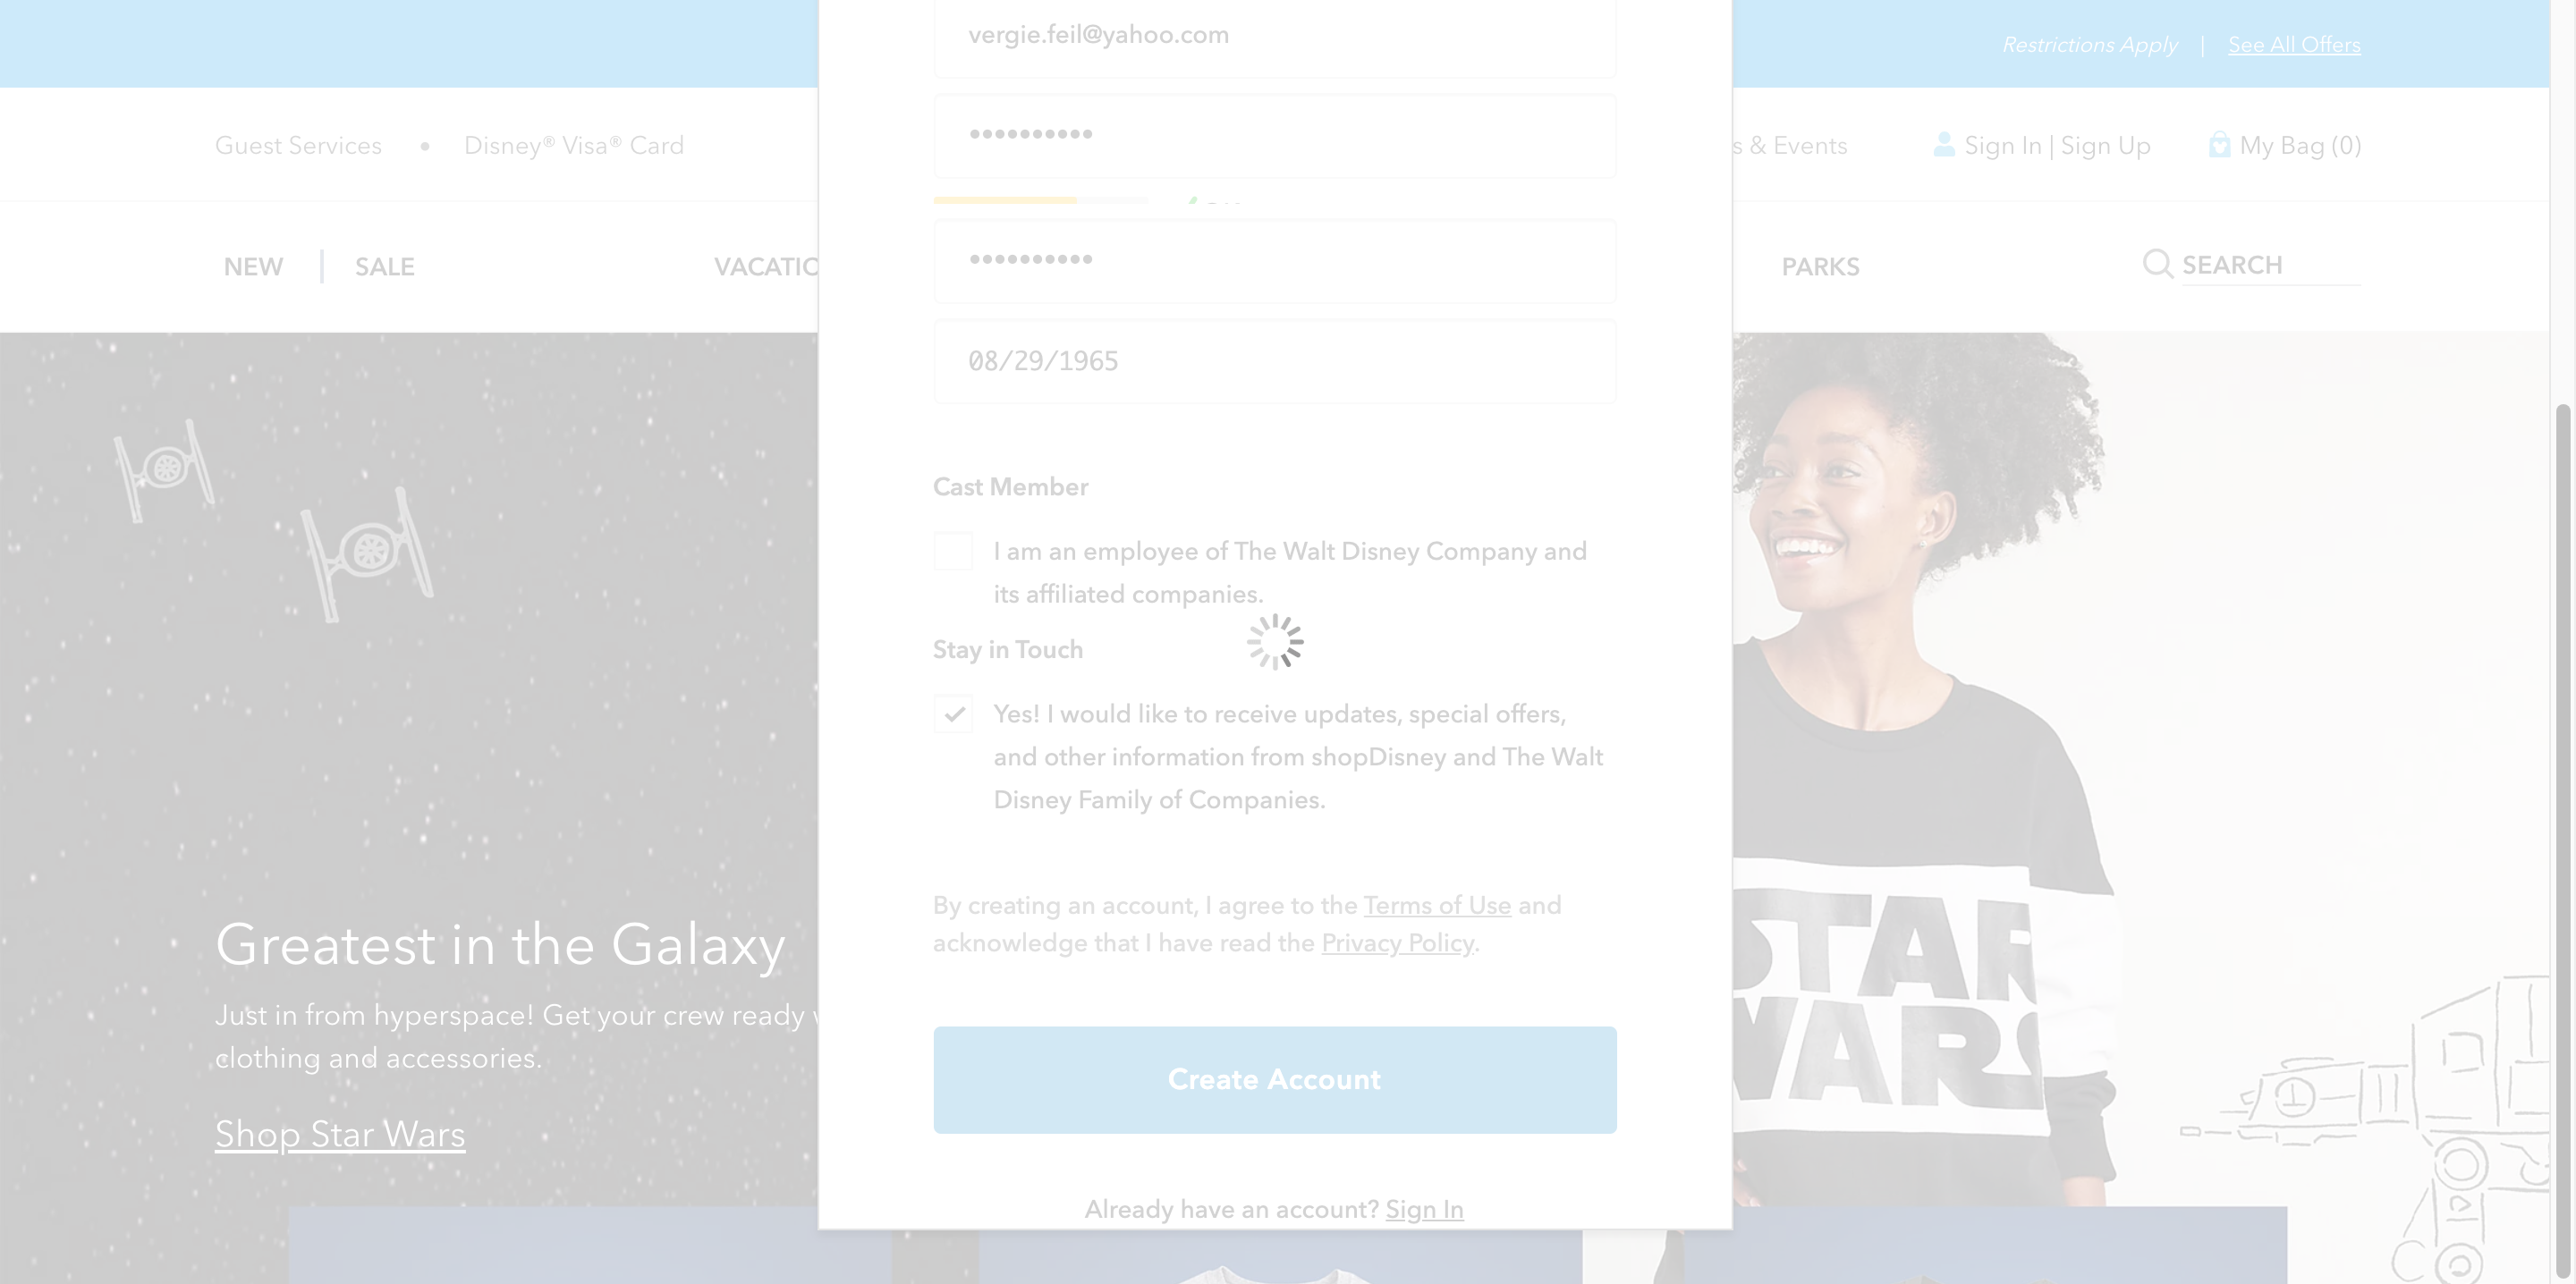 Restrictions Apply | See All Offers
Guest Services • Disney® Visa® Card
s & Events
Sign In | Sign Up
My Bag (0)
NEW | SALE
VACATIO
PARKS
SEARCH
vergie.feil@yahoo.com
••••••••••
••••••••••
08/29/1965
Cast Member
I am an employee of The Walt Disney Company and
its affiliated companies.
Stay in Touch
Yes! I would like to receive updates, special offers,
and other information from shopDisney and The Walt
Disney Family of Companies.
By creating an account, I agree to the Terms of Use and
acknowledge that I have read the Privacy Policy.
Create Account
Already have an account? Sign In
Greatest in the Galaxy
Just in from hyperspace! Get your crew ready
clothing and accessories.
Shop Star Wars
STAR
WARS